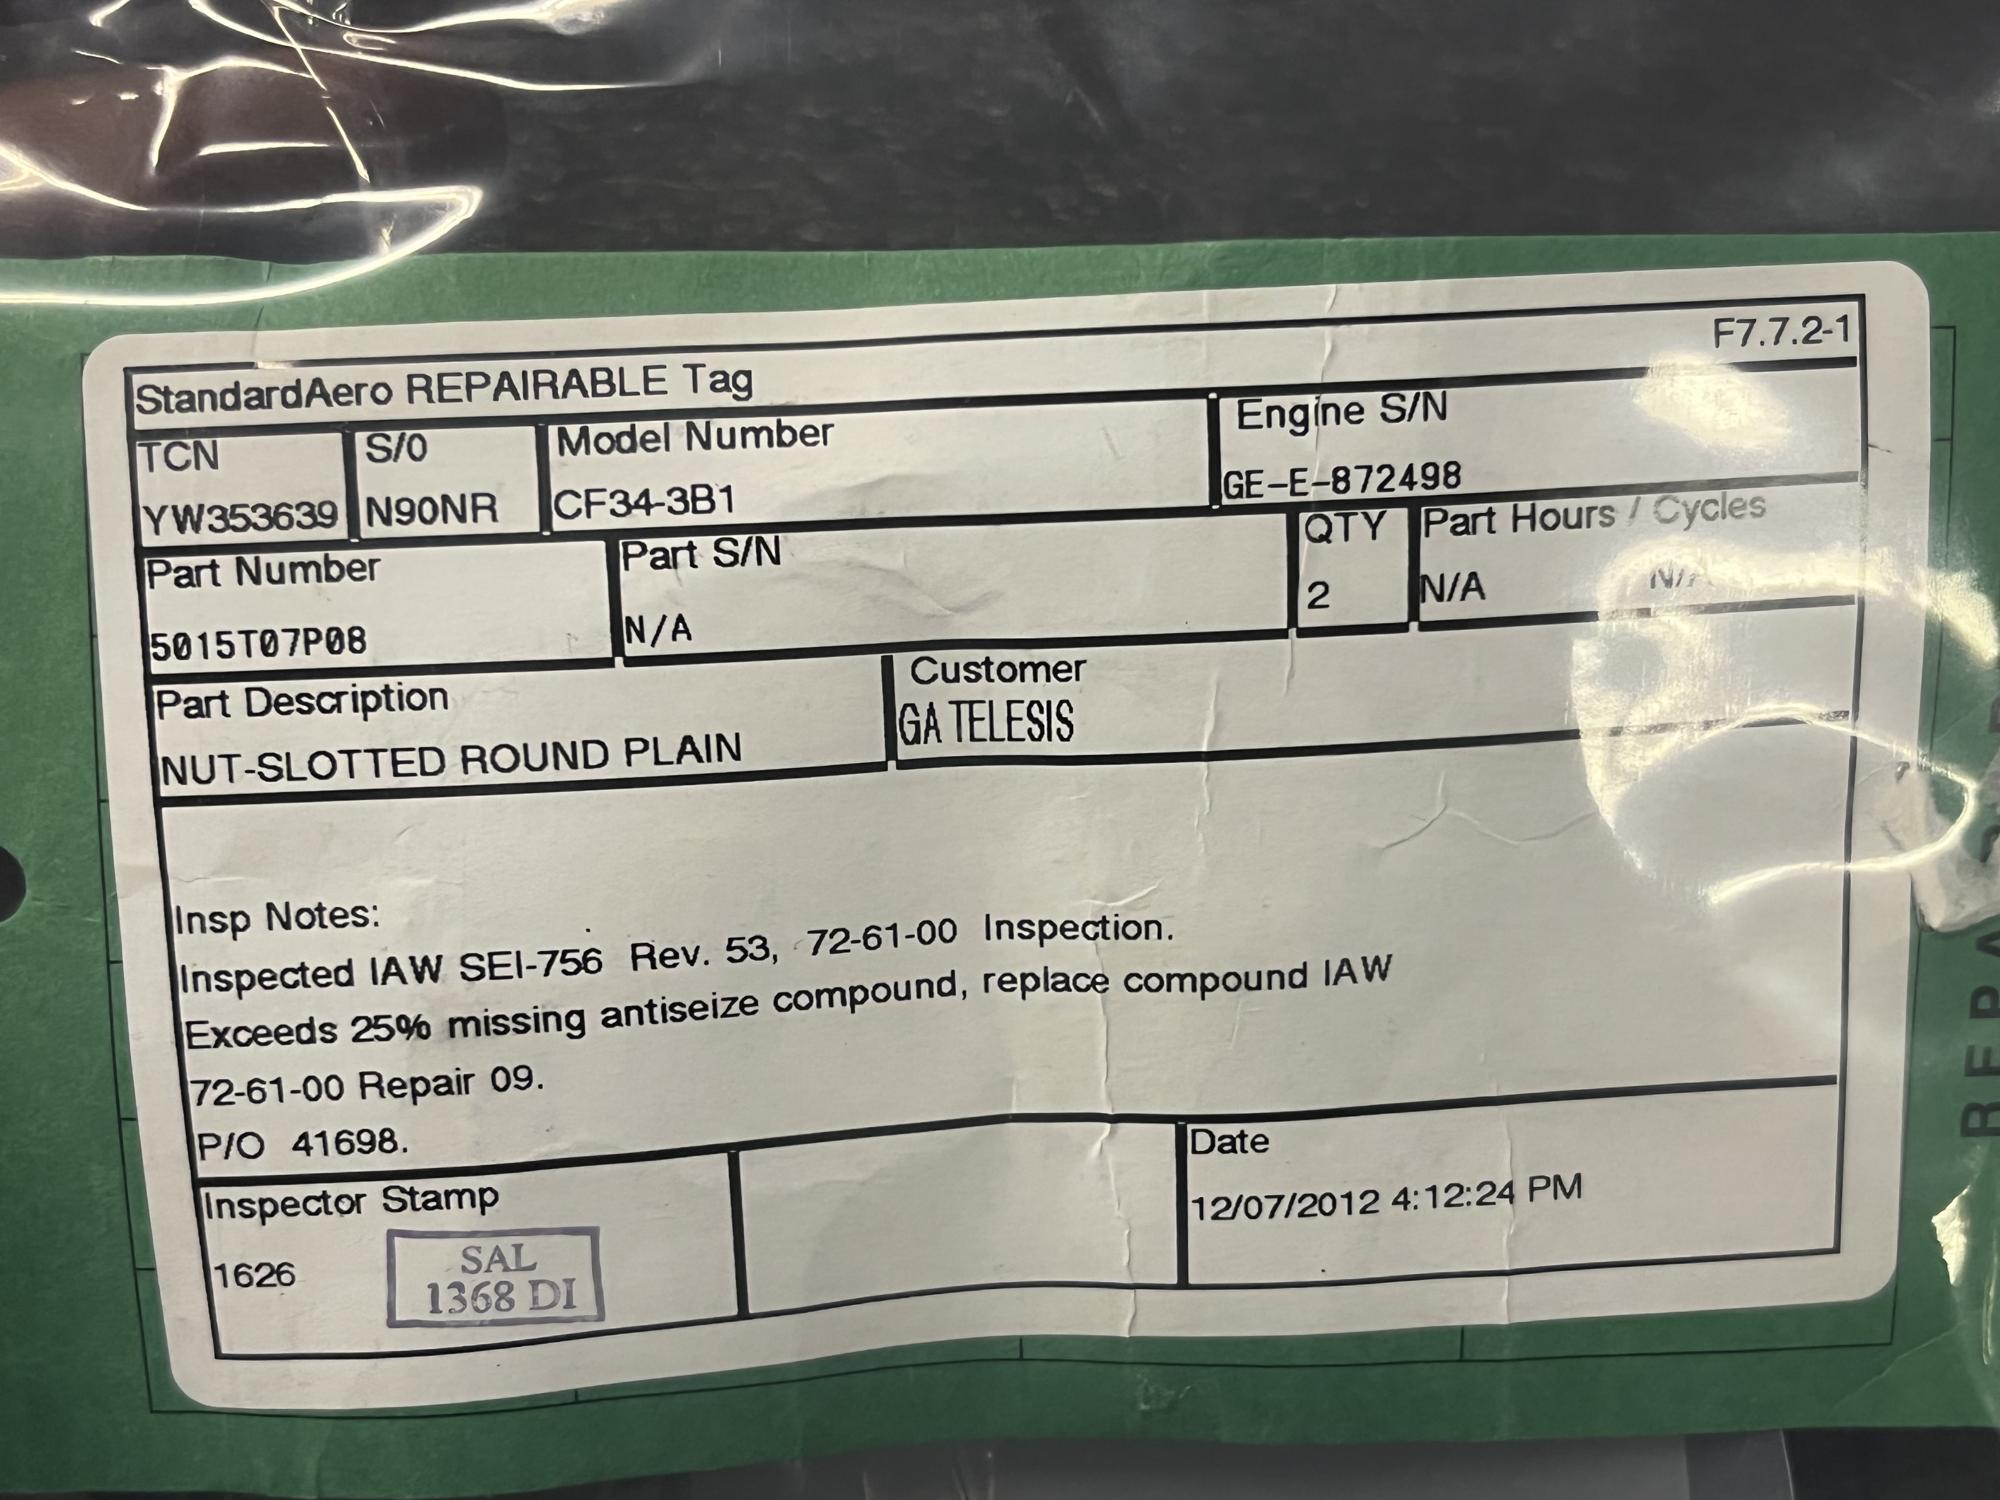 F7.7.2-1
StandardAero REPAIRABLE Tag
TCN
YW353639
S/O
N90NR
Model Number
CF34-3B1
Engine S/N
GE-E-872498
Part Number
5015T07P08
Part S/N
N/A
QTY
2
Part Hours / Cycles
N/A
Part Description
NUT-SLOTTED ROUND PLAIN
Customer
GA TELESIS
Insp Notes:
Inspected IAW SEI-756 Rev. 53, 72-61-00 Inspection.
Exceeds 25% missing antiseize compound, replace compound IAW
72-61-00 Repair 09.
P/O 41698.
Inspector Stamp
1626
SAL
1368 DI
Date
12/07/2012 4:12:24 PM